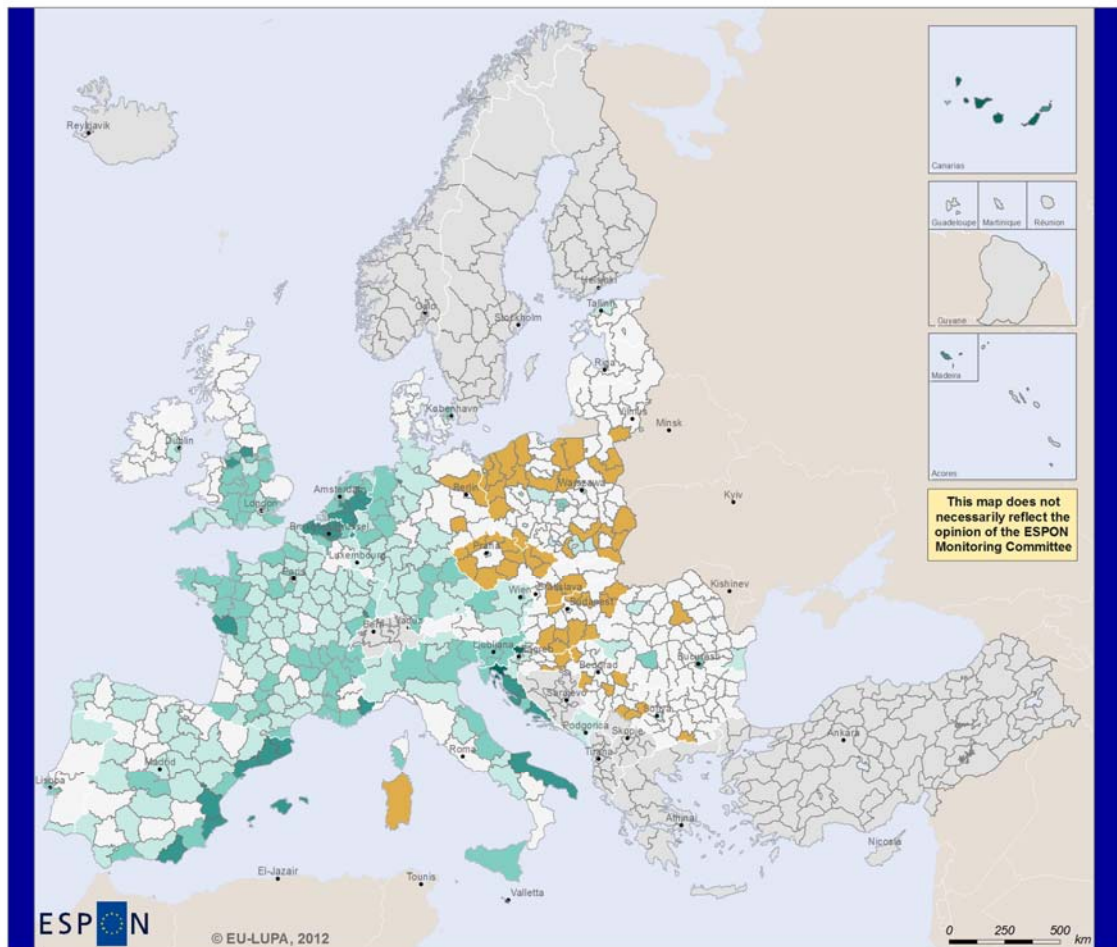 Reykjavik
Canarias
Guadeloupe
Martinique
Réunion
Guyane
Madeira
Acores
Helsinki
Oslo
Tallinn
Stockholm
Riga
København
Vilnius
Minsk
Dublin
Berlin
Warszawa
Amsterdam
London
Kyiv
Praha
Luxembourg
Paris
Kishinev
Wien
Bratislava
Budapest
Bern
Vaduz
Ljubljana
Zagreb
Beograd
Bucuresti
Sarajevo
Podgorica
Sofiya
Skopje
Ankara
Roma
Tirana
Madrid
Lisboa
Athinai
Nicosia
El-Jazair
Tounis
Valletta
This map does not
necessarily reflect the
opinion of the ESPON
Monitoring Committee
ESPON
© EU-LUPA, 2012
0 250 500
km